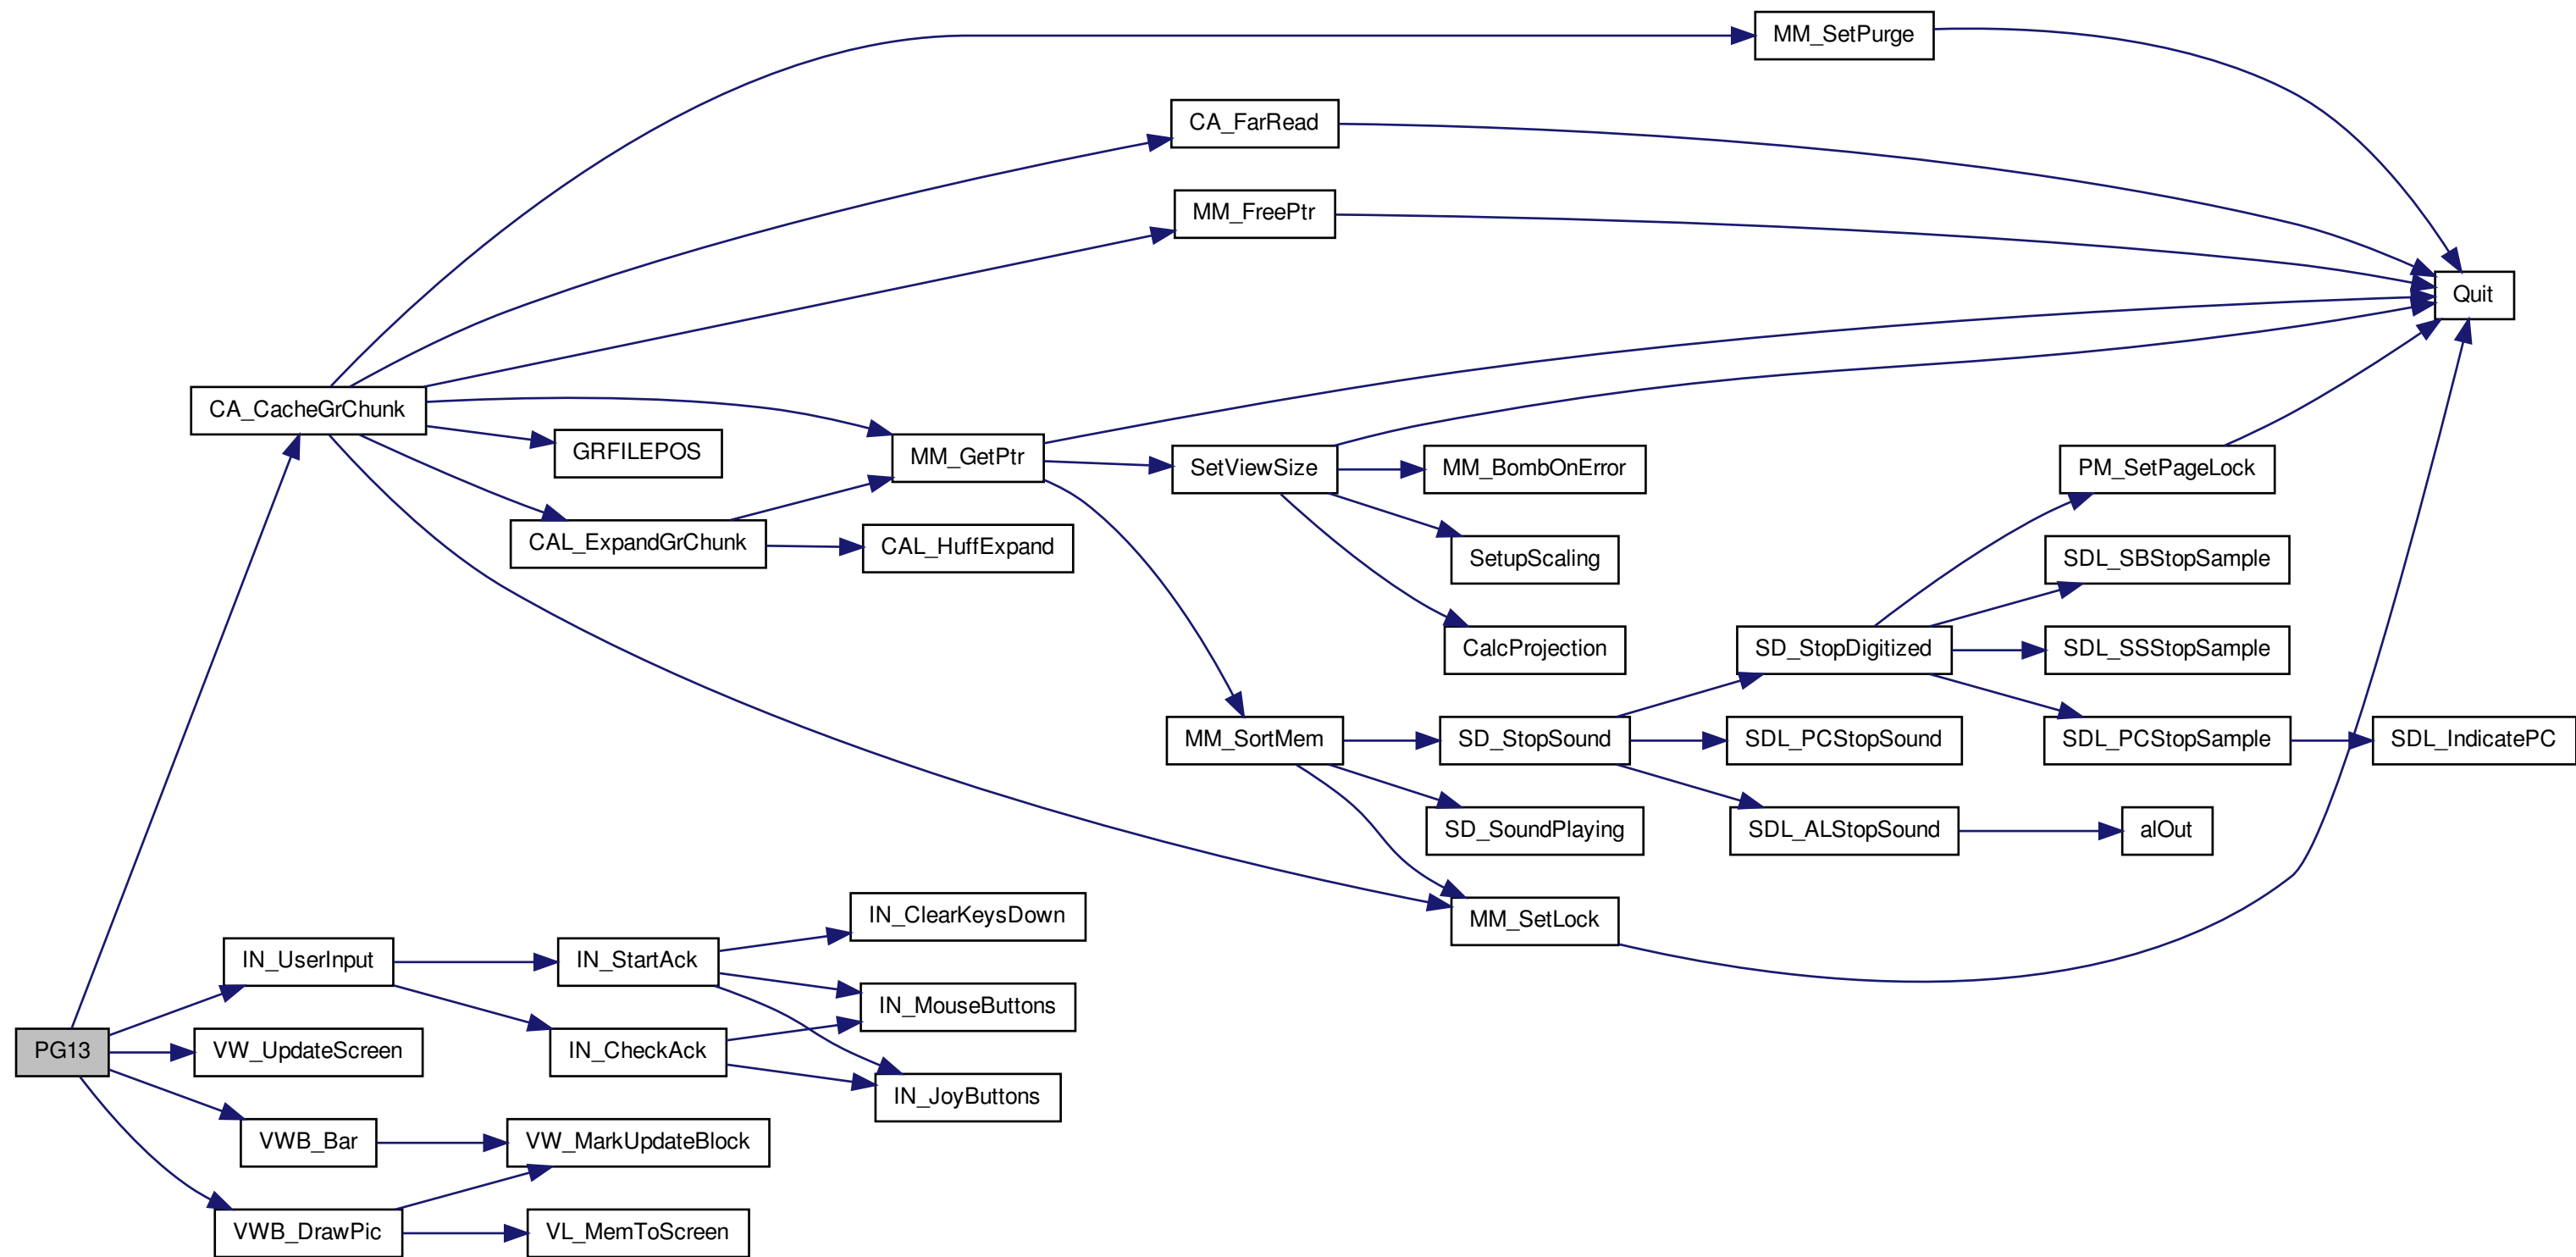 MM_SetPurge
CA_FarRead
MM_FreePtr
Quit
CA_CacheGrChunk
GRFILEPOS
MM_GetPtr
SetViewSize
MM_BombOnError
PM_SetPageLock
CAL_ExpandGrChunk
CAL_HuffExpand
SetupScaling
SDL_SBStopSample
CalcProjection
SD_StopDigitized
SDL_SSStopSample
MM_SortMem
SD_StopSound
SDL_PCStopSound
SDL_PCStopSample
SDL_IndicatePC
SD_SoundPlaying
SDL_ALStopSound
alOut
IN_ClearKeysDown
MM_SetLock
IN_UserInput
IN_StartAck
IN_MouseButtons
PG13
VW_UpdateScreen
IN_CheckAck
IN_JoyButtons
VWB_Bar
VW_MarkUpdateBlock
VWB_DrawPic
VL_MemToScreen